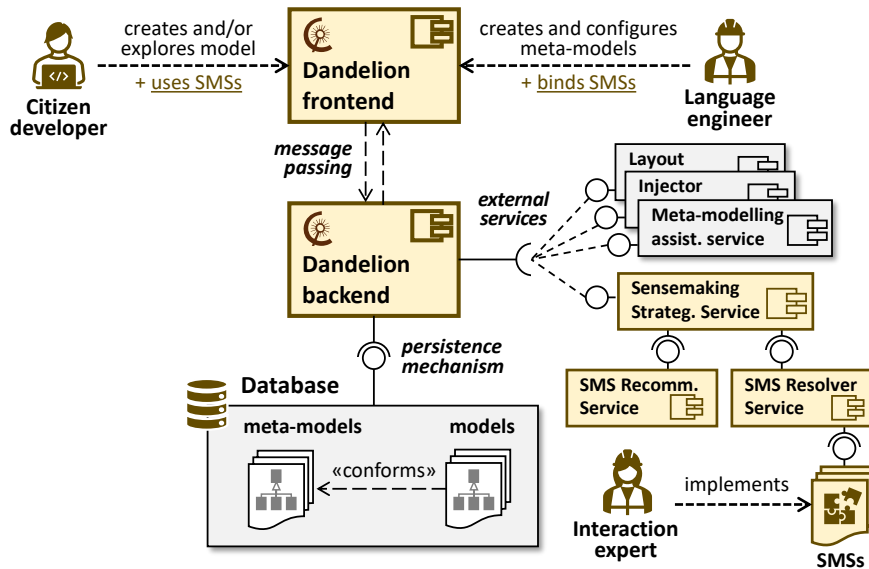 creates and/or
explores model
+ uses SMSs
Citizen
developer
Dandelion
frontend
creates and configures
meta-models
+ binds SMSs
Language
engineer
message
passing
external
services
Layout
Injector
Meta-modelling
assist. service
Dandelion
backend
Sensemaking
Strateg. Service
persistence
mechanism
SMS Recomm.
Service
SMS Resolver
Service
Database
meta-models
models
«conforms»
implements
Interaction
expert
SMSs